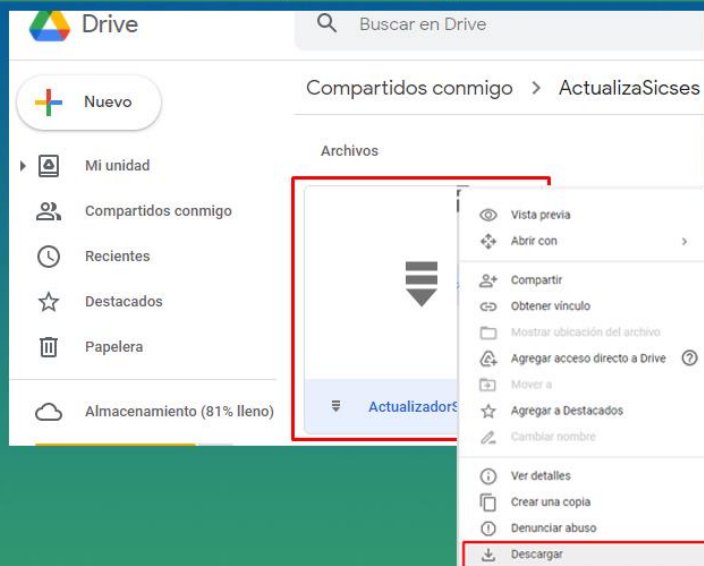 Drive
Buscar en Drive
Nuevo
Mi unidad
Compartidos conmigo
Recientes
Destacados
Papelera
Almacenamiento (81% lleno)
Compartidos conmigo > ActualizaSicses
Archivos
ActualizadorS
Vista previa
Abrir con
Compartir
Obtener vínculo
Mostrar ubicación del archivo
Agregar acceso directo a Drive
Mover a
Agregar a Destacados
Cambiar nombre
Ver detalles
Crear una copia
Denunciar abuso
Descargar